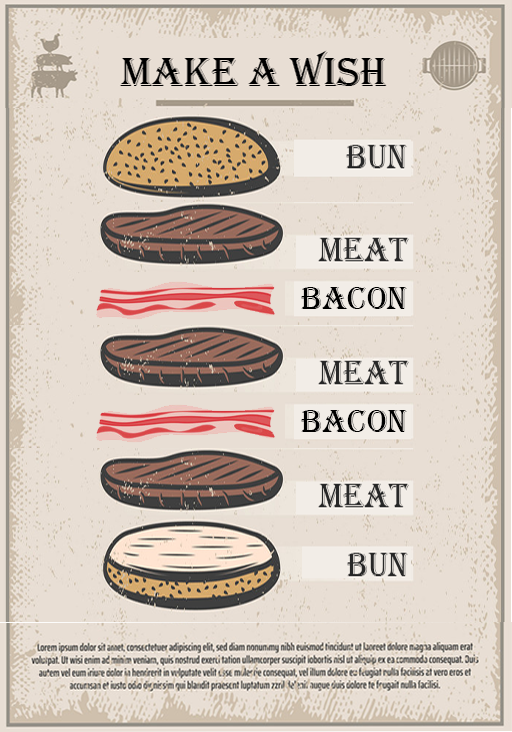 MAKE A WISH
BUN
MEAT
BACON
MEAT
BACON
MEAT
BUN
Lorem ipsum dolor sit amet, consectetuer adipiscing elit, sed diam nonummy nibh euismod tincidunt ut laoreet dolore magna aliquam erat
volutpat. Ut wisi enim ad minim veniam, quis nostrud exerci tation ullamcorper suscipit lobortis nisl ut aliquip ex ea commodo consequat. Duis
autem vel eum iriure dolor in hendrerit in vulputate velit esse molestie consequat, vel illum dolore eu feugiat nulla facilisis at vero eros et
accumsan et iusto odio dignissim qui blandit praesent luptatum zzril delenit augue duis dolore te feugait nulla facilisi.